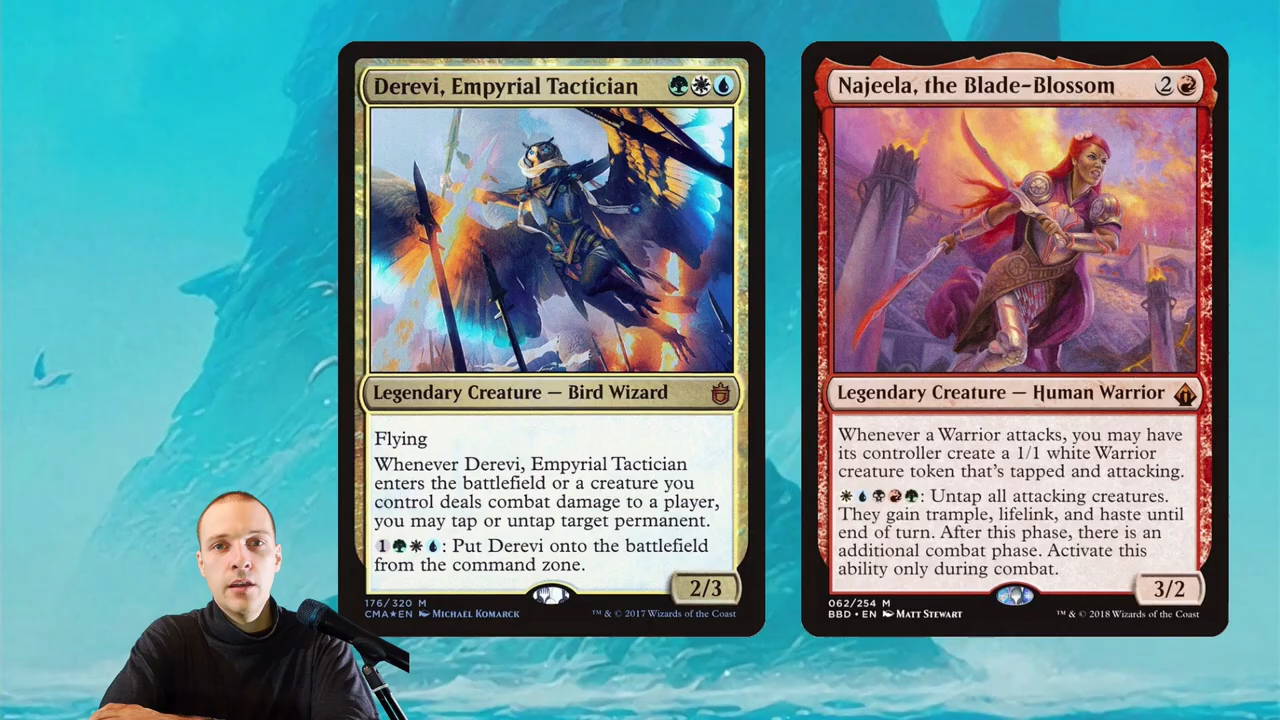 Derevi, Empyrial Tactician
Legendary Creature — Bird Wizard
Flying
Whenever Derevi, Empyrial Tactician
enters the battlefield or a creature you
control deals combat damage to a player,
you may tap or untap target permanent.
1: Put Derevi onto the battlefield
from the command zone.
2/3
176/320 M
CMA★EN Michael Komarck
™ & © 2017 Wizards of the Coast
Najeela, the Blade-Blossom 2
Legendary Creature — Human Warrior
Whenever a Warrior attacks, you may have
its controller create a 1/1 white Warrior
creature token that's tapped and attacking.
: Untap all attacking creatures.
They gain trample, lifelink, and haste until
end of turn. After this phase, there is an
additional combat phase. Activate this
ability only during combat.
3/2
062/254 M
BBD • EN Matt Stewart
™ & © 2018 Wizards of the Coast